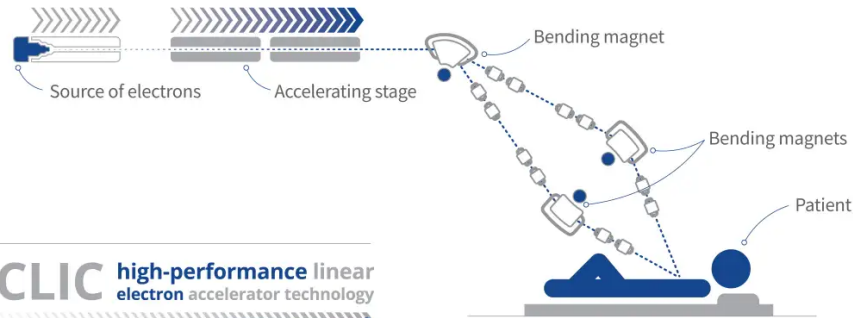 Bending magnet
Source of electrons
Accelerating stage
Bending magnets
Patient
CLIC high-performance linear
electron accelerator technology